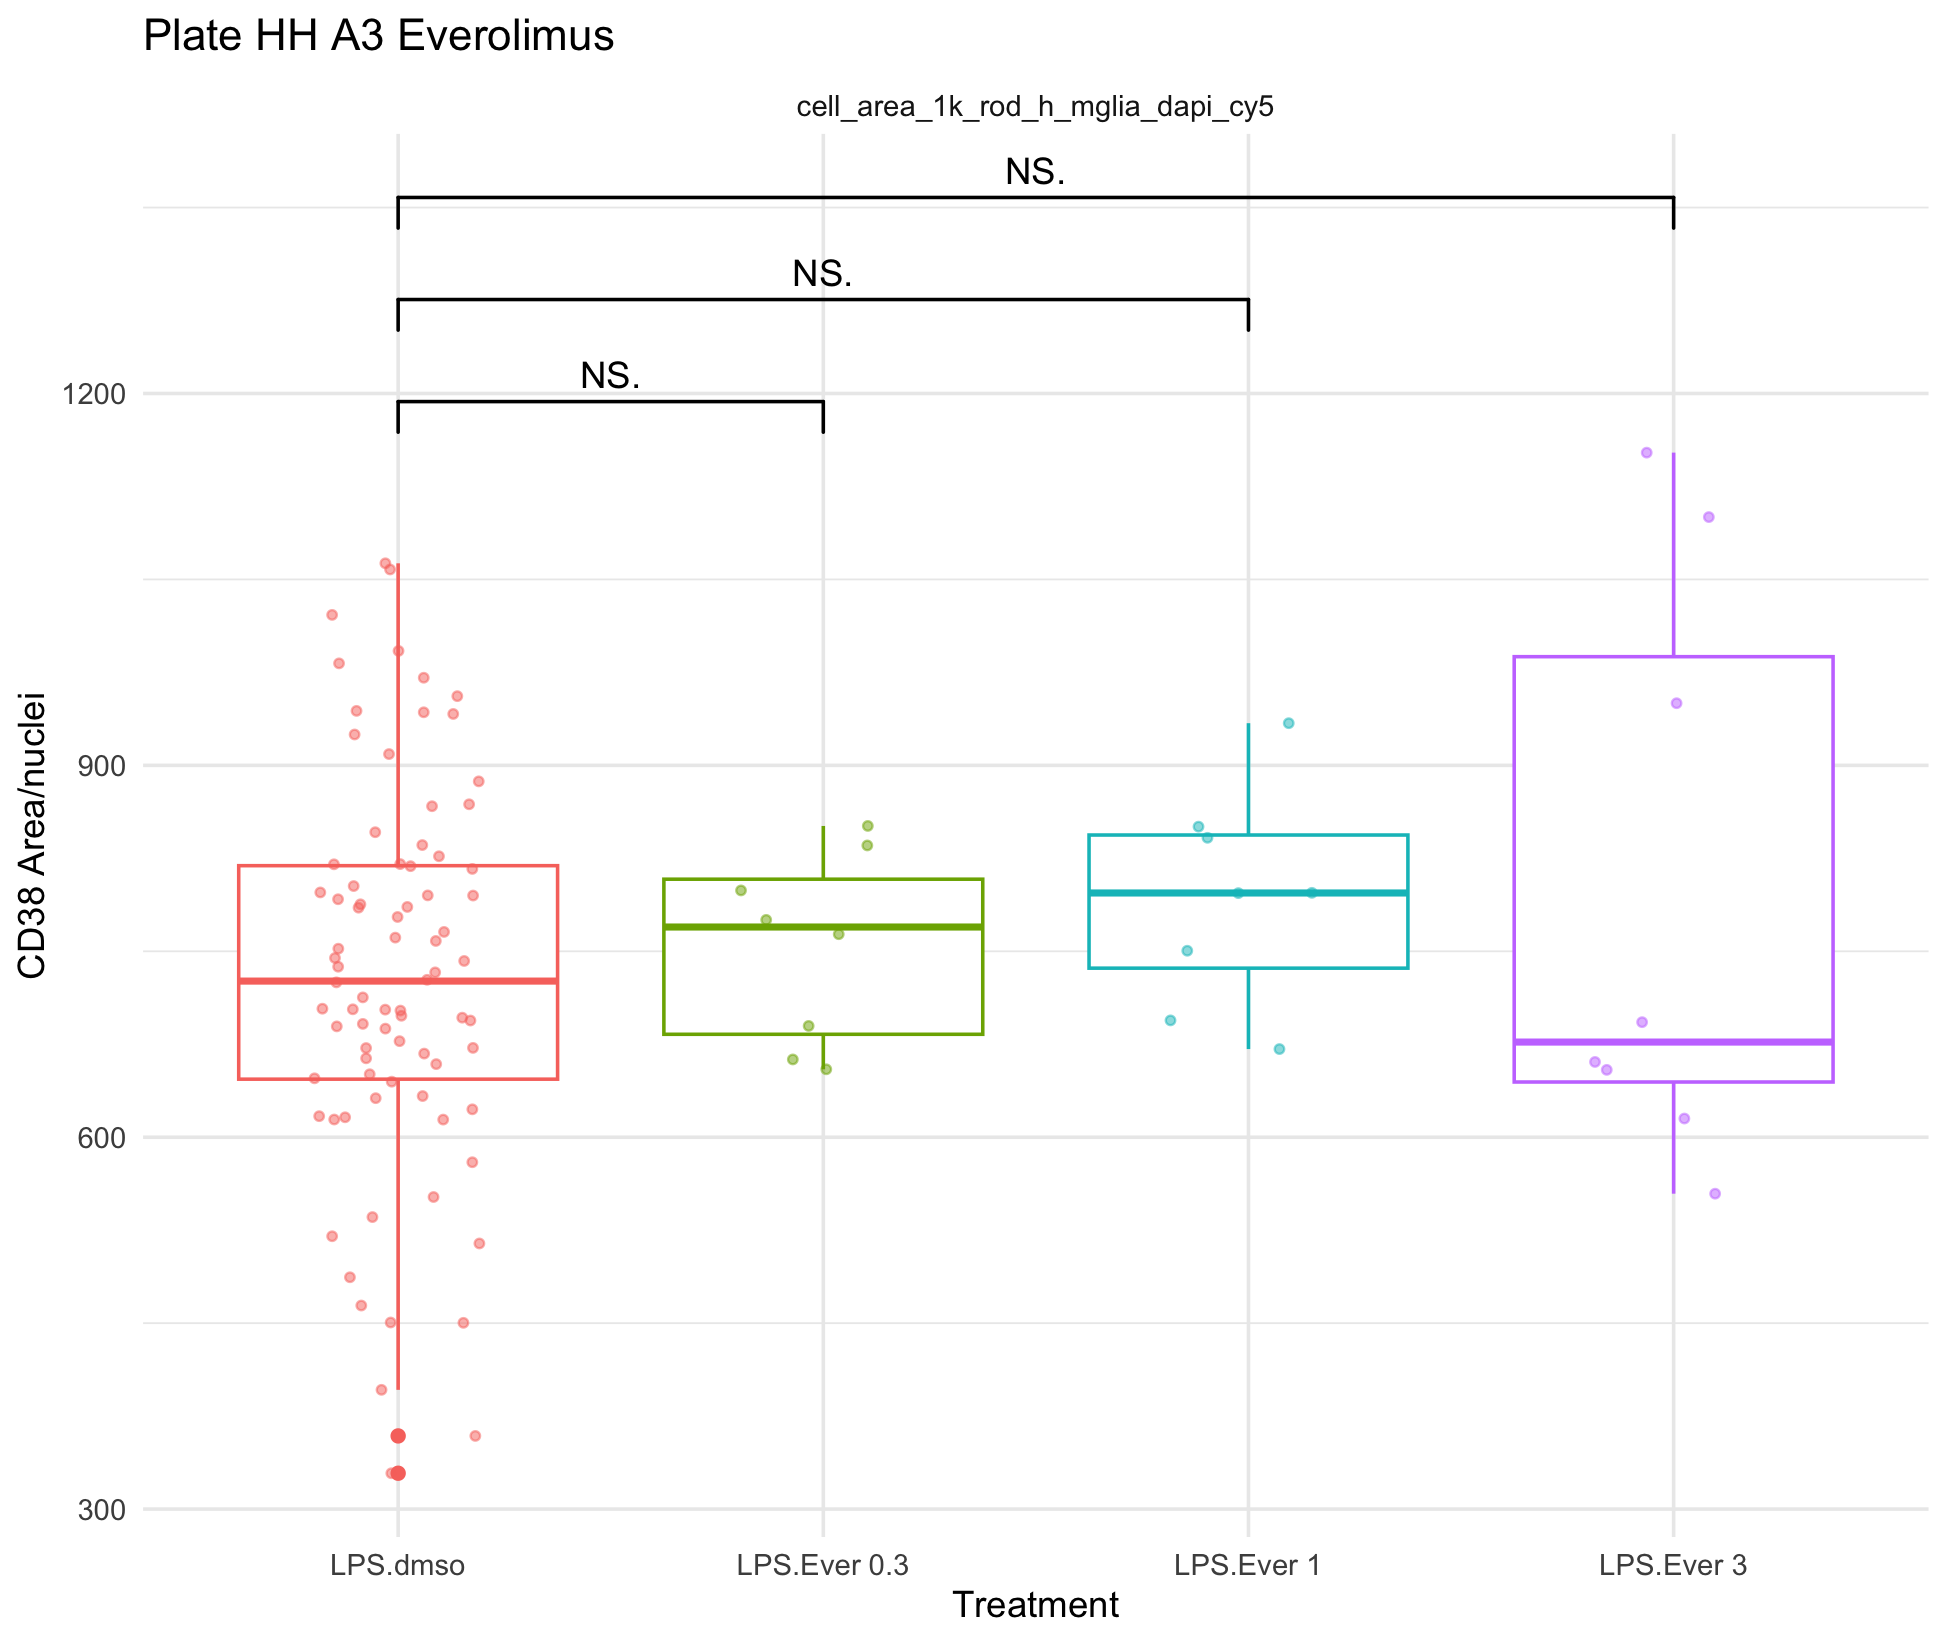 Plate HH A3 Everolimus
cell_area_1k_rod_h_mglia_dapi_cy5
NS.
NS.
NS.
1200
900
600
300
CD38 Area/nuclei
LPS.dmso LPS.Ever 0.3 LPS.Ever 1 LPS.Ever 3
Treatment